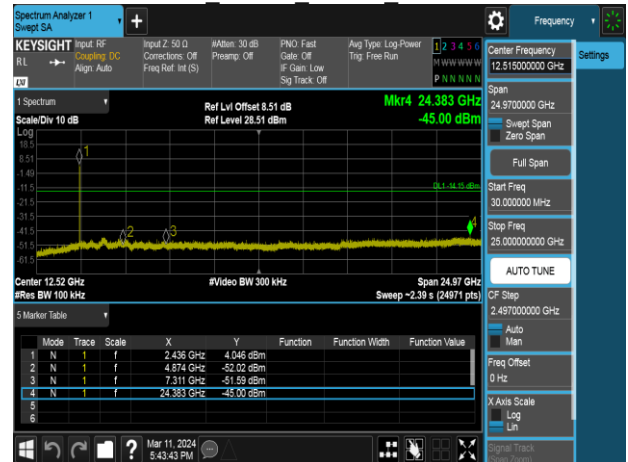 Spectrum Analyzer 1
Swept SA
+
Frequency
KEYSIGHT
RL
LXI
Input: RF
Coupling: DC
Align: Auto
Input Z: 50 Ω
Corrections: Off
Freq Ref: Int (S)
#Atten: 30 dB
Preamp: Off
PNO: Fast
Gate: Off
IF Gain: Low
Sig Track: Off
Avg Type: Log-Power
Trig: Free Run
1 2 3 4 5 6
M W W W W W
P N N N N N
1 Spectrum
Scale/Div 10 dB
Ref Lvl Offset 8.51 dB
Ref Level 28.51 dBm
Mkr4 24.383 GHz
-45.00 dBm
Log
18.5
8.51
-1.49
-11.5
-21.5
-31.5
-41.5
-51.5
-61.5
1
2
3
4
DL1 -14.15 dBm
Center 12.52 GHz
#Video BW 300 kHz
Span 24.97 GHz
#Res BW 100 kHz
Sweep ~2.39 s (24971 pts)
5 Marker Table
Mode Trace Scale X Y Function Function Width Function Value
1 N 1 f 2.436 GHz 4.046 dBm
2 N 1 f 4.874 GHz -52.02 dBm
3 N 1 f 7.311 GHz -51.59 dBm
4 N 1 f 24.383 GHz -45.00 dBm
5
6
?
Mar 11, 2024
5:43:43 PM
Center Frequency
12.515000000 GHz
Settings
Span
24.9700000 GHz
Swept Span
Zero Span
Full Span
Start Freq
30.000000 MHz
Stop Freq
25.000000000 GHz
AUTO TUNE
CF Step
2.497000000 GHz
Auto
Man
Freq Offset
0 Hz
X Axis Scale
Log
Lin
Signal Track
(Span Zoom)